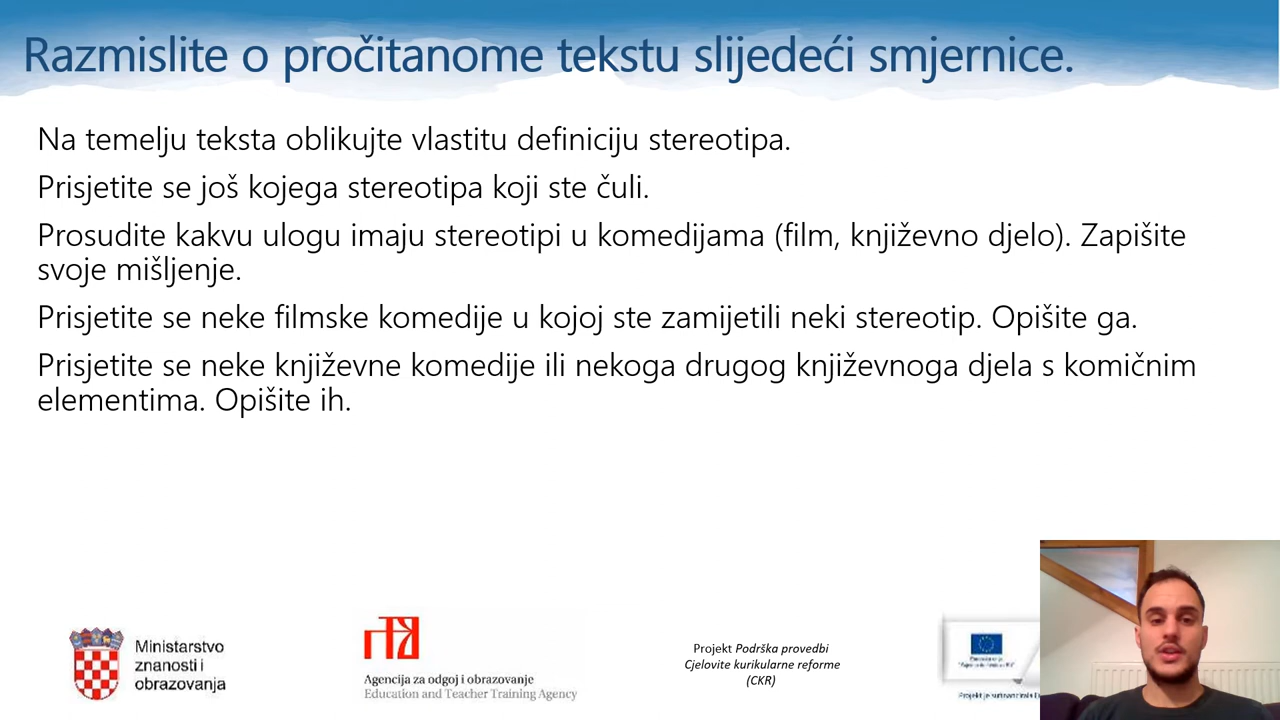 Razmislite o pročitanome tekstu slijedeći smjernice.
Na temelju teksta oblikujte vlastitu definiciju stereotipa.
Prisjetite se još kojega stereotipa koji ste čuli.
Prosudite kakvu ulogu imaju stereotipi u komedijama (film, književno djelo). Zapišite
svoje mišljenje.
Prisjetite se neke filmske komedije u kojoj ste zamijetili neki stereotip. Opišite ga.
Prisjetite se neke književne komedije ili nekoga drugog književnoga djela s komičnim
elementima. Opišite ih.
Ministarstvo
znanosti i
obrazovanja
Agencija za odgoj i obrazovanje
Education and Teacher Training Agency
Projekt Podrška provedbi
Cjelovite kurikularne reforme
(CKR)
Projekt je sufinancirala